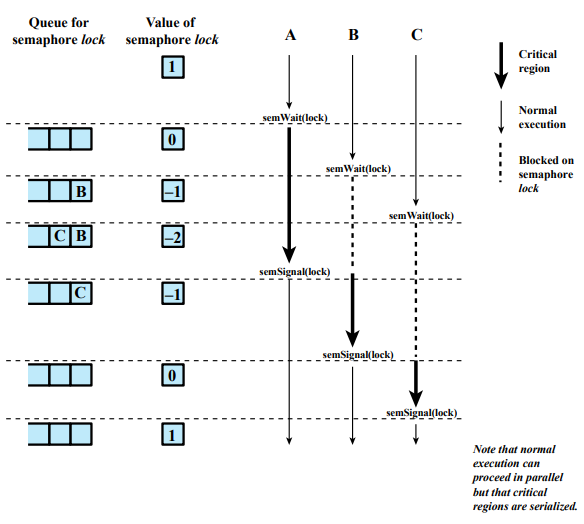 Queue for
semaphore lock
Value of
semaphore lock
A
B
C
1
Critical
region
Normal
execution
semWait(lock)
0
Blocked on
semaphore
lock
semWait(lock)
B
–1
semWait(lock)
C B
–2
semSignal(lock)
C
–1
semSignal(lock)
0
semSignal(lock)
1
Note that normal
execution can
proceed in parallel
but that critical
regions are serialized.